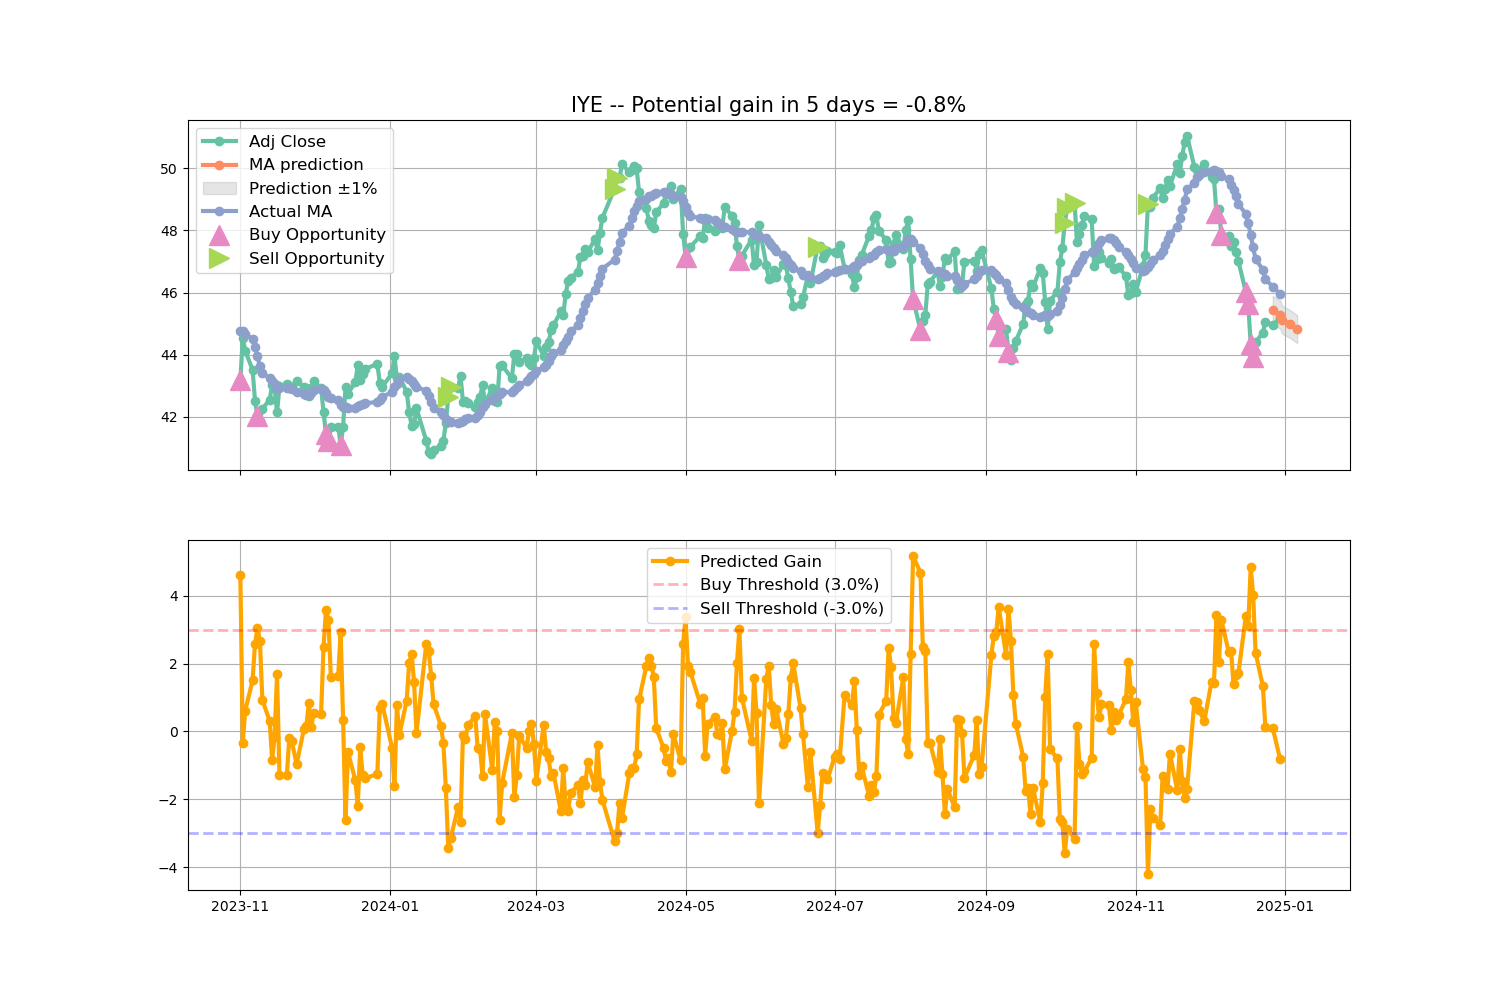 IYE -- Potential gain in 5 days = -0.8%
Adj Close
MA prediction
Prediction ±1%
Actual MA
Buy Opportunity
Sell Opportunity
50
48
46
44
42
Predicted Gain
Buy Threshold (3.0%)
Sell Threshold (-3.0%)
4
2
0
−2
−4
2023-11 2024-01 2024-03 2024-05 2024-07 2024-09 2024-11 2025-01